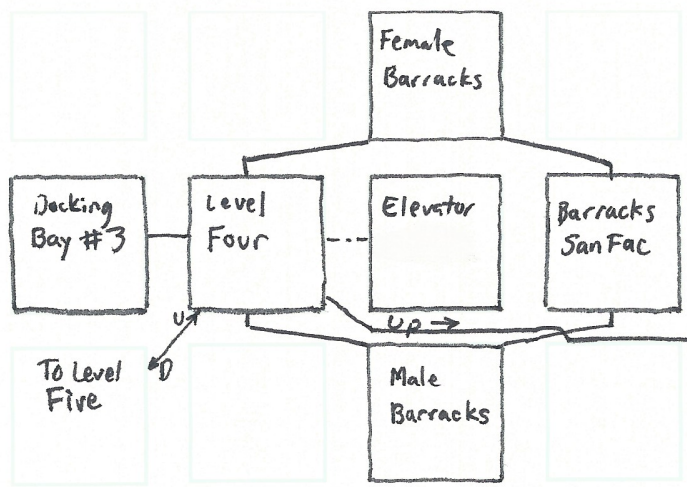 Female
Barracks
Docking
Bay #3
Level
Four
Elevator
Barracks
SanFac
U
Up →
D
To Level
Five
Male
Barracks